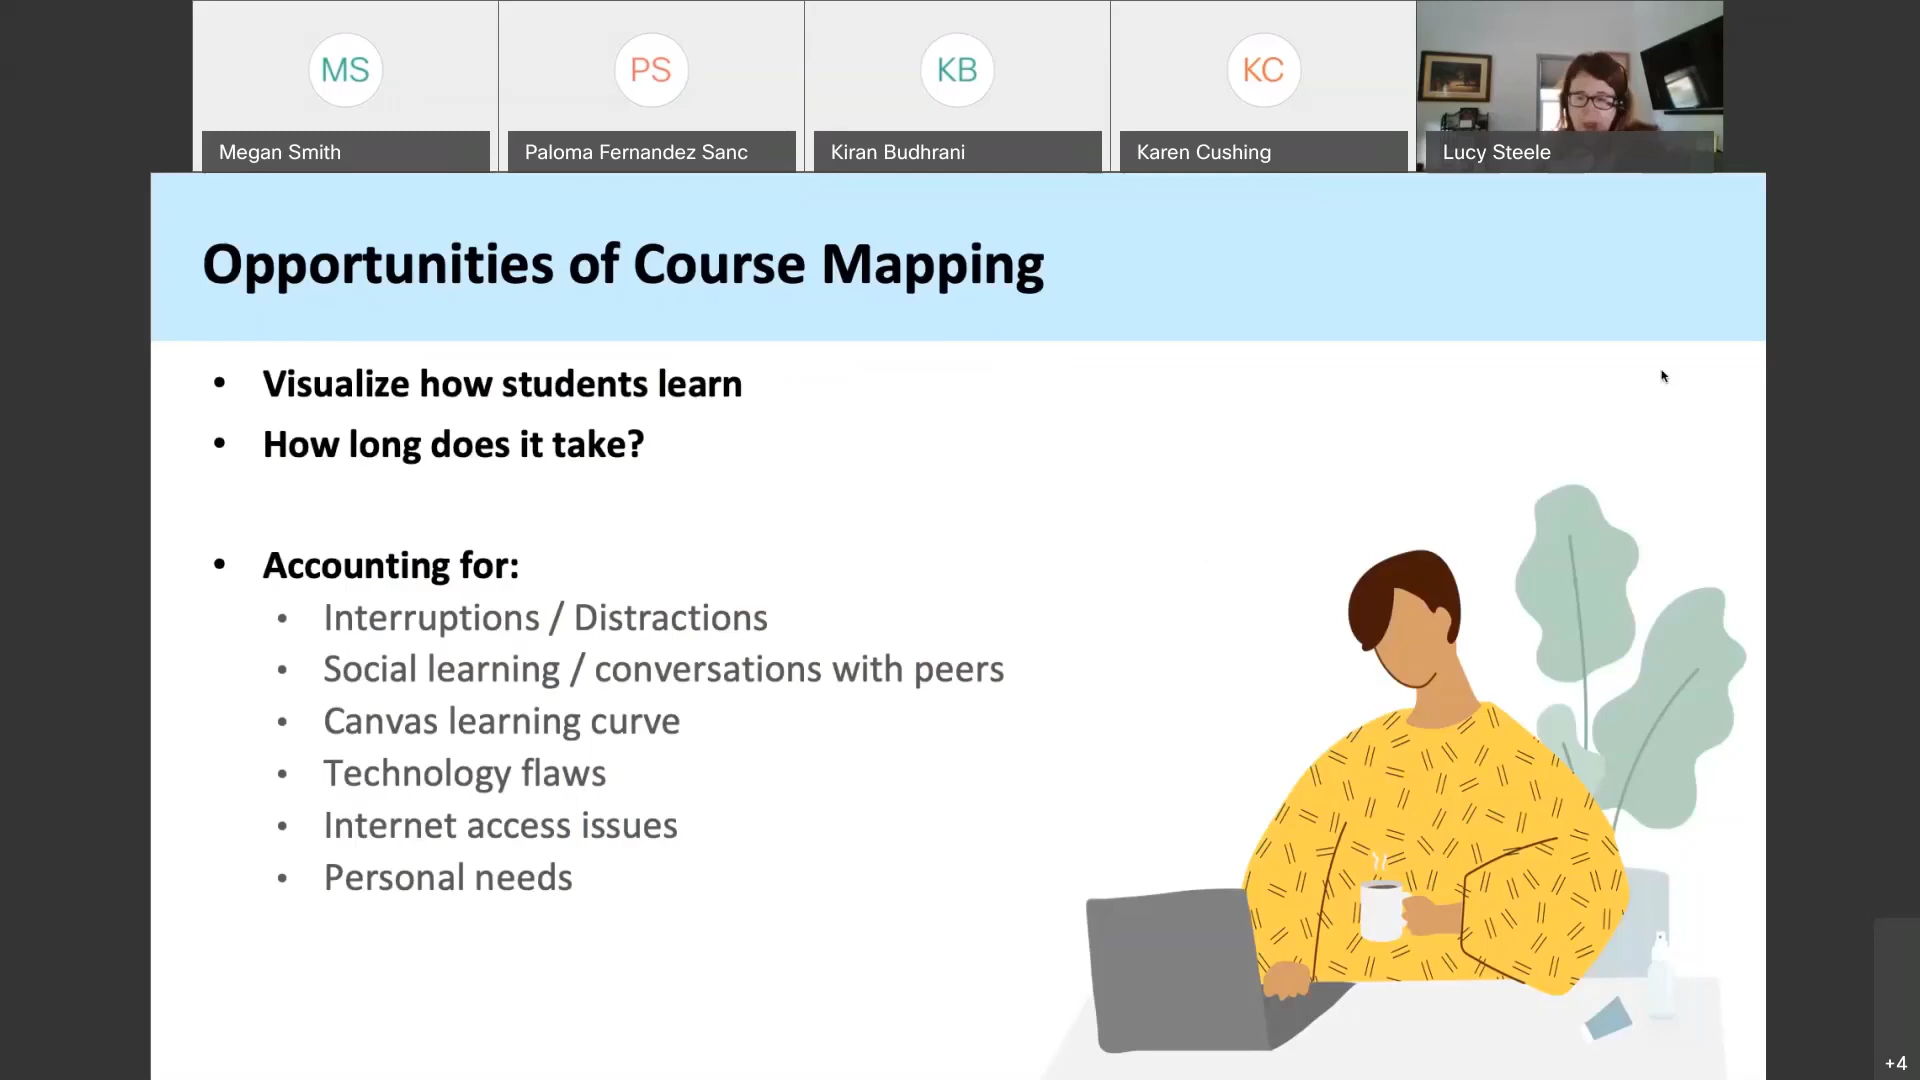 MS
PS
KB
KC
Megan Smith
Paloma Fernandez Sanc
Kiran Budhrani
Karen Cushing
Lucy Steele
Opportunities of Course Mapping
• Visualize how students learn
• How long does it take?
• Accounting for:
• Interruptions / Distractions
• Social learning / conversations with peers
• Canvas learning curve
• Technology flaws
• Internet access issues
• Personal needs
+4